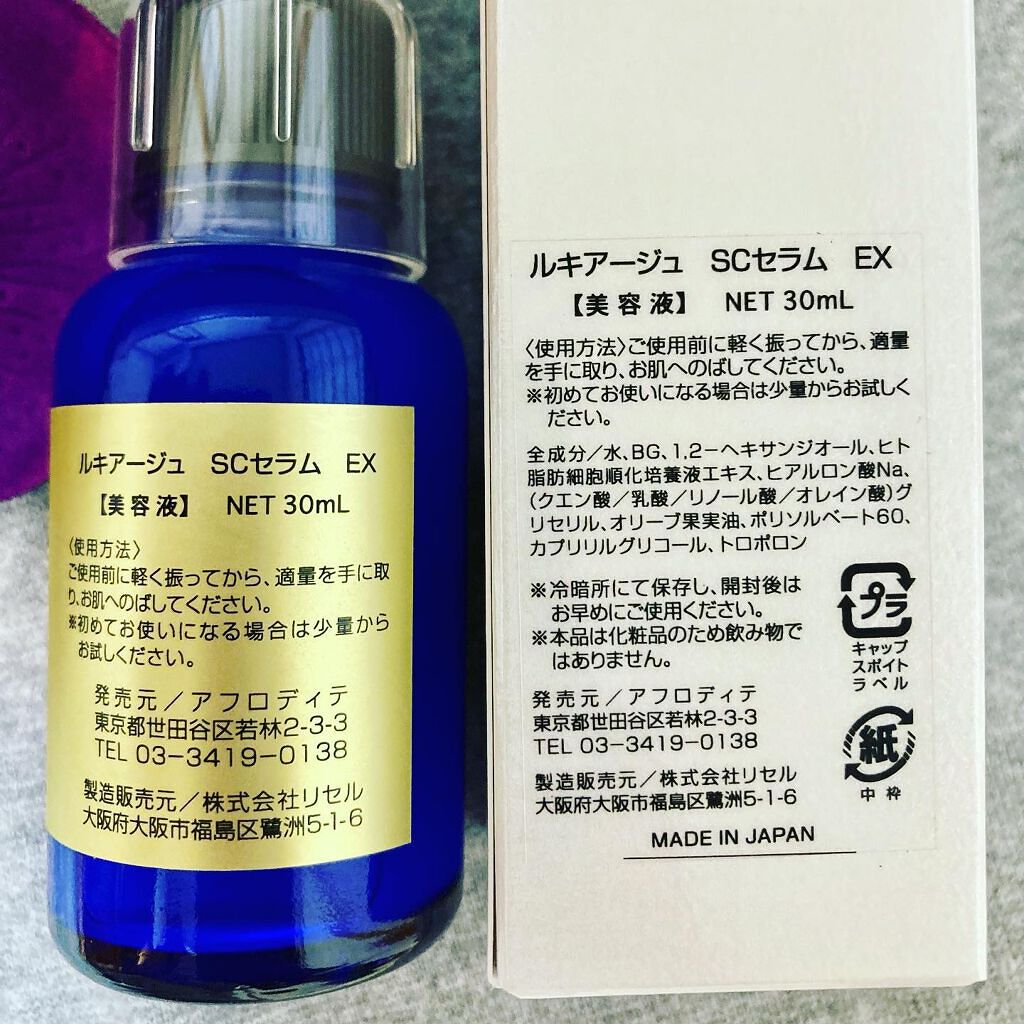 ルキアージュ SCセラム EX
【美容液】 NET 30mL
〈使用方法〉
ご使用前に軽く振ってから、適量を手に取
り、お肌へのばしてください。
※初めてお使いになる場合は少量から
お試しください。
発売元／アフロディテ
東京都世田谷区若林2-3-3
TEL 03-3419-0138
製造販売元／株式会社リセル
大阪府大阪市福島区鷺洲5-1-6
ルキアージュ SCセラム EX
【美容液】 NET 30mL
〈使用方法〉ご使用前に軽く振ってから、適量
を手に取り、お肌へのばしてください。
※初めてお使いになる場合は少量からお試しく
ださい。
全成分／水、BG、1,2-ヘキサンジオール、ヒト
脂肪細胞順化培養液エキス、ヒアルロン酸Na、
(クエン酸／乳酸／リノール酸／オレイン酸)グ
リセリル、オリーブ果実油、ポリソルベート60、
カプリリルグリコール、トロポロン
※冷暗所にて保存し、開封後は
お早めにご使用ください。
※本品は化粧品のため飲み物で
はありません。
発売元／アフロディテ
東京都世田谷区若林2-3-3
TEL 03-3419-0138
製造販売元／株式会社リセル
大阪府大阪市福島区鷺洲5-1-6
MADE IN JAPAN
プラ
キャップ
スポイト
ラベル
紙
中枠